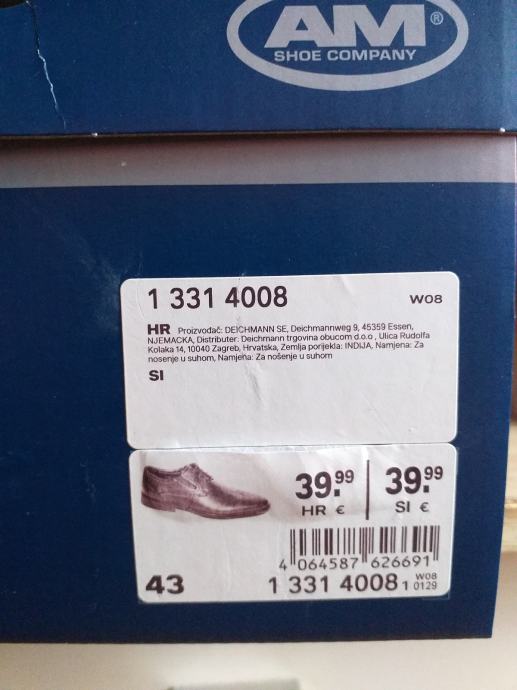 AM®
SHOE COMPANY
1 331 4008 W08
HR Proizvođač: DEICHMANN SE, Deichmannweg 9, 45359 Essen,
NJEMAČKA, Distributer: Deichmann trgovina obucom d.o.o., Ulica Rudolfa
Kolaka 14, 10040 Zagreb, Hrvatska, Zemlja porijekla: INDIJA, Namjena: Za
nosenje u suhom, Namjena: Za nošenje u suhom
SI
39.99 39.99
HR € SI €
4 064587 626691
43 1 331 4008 1 W08 0129